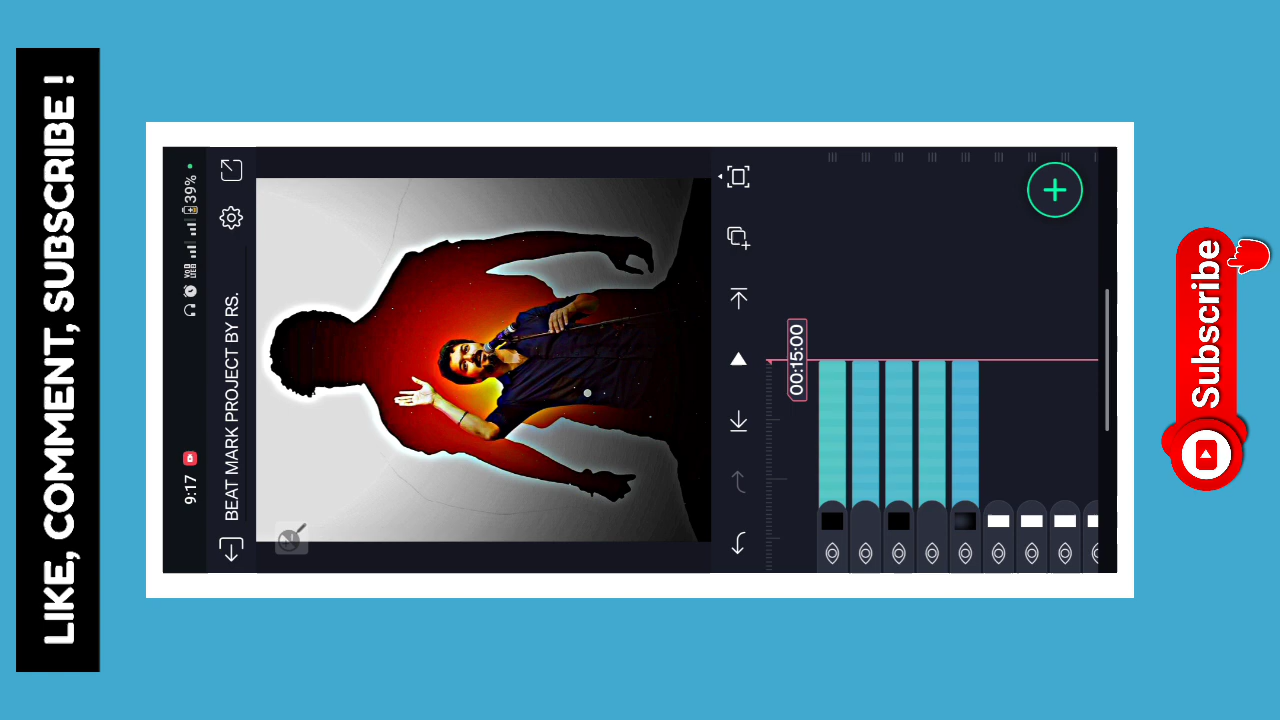 LIKE, COMMENT, SUBSCRIBE !
9:17
39%
BEAT MARK PROJECT BY RS.
00:15:00
Subscribe